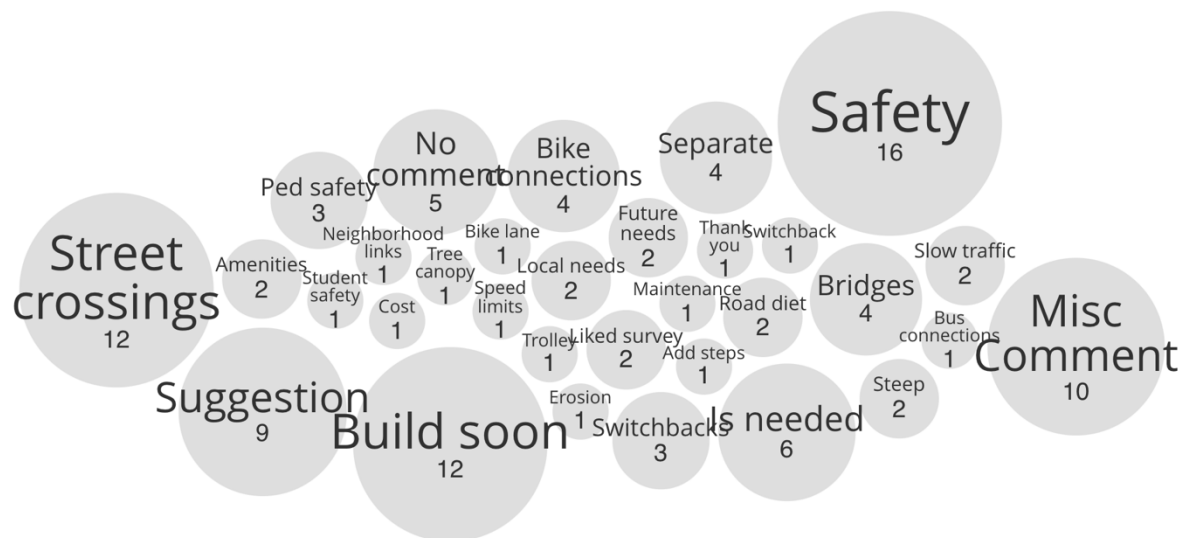 Safety
16
No
comment
5
Bike
connections
4
Separate
4
Ped safety
3
Street
crossings
12
Neighborhood
links
1
Bike lane
1
Future
needs
2
Thank
you
1
Switchback
1
Slow traffic
2
Amenities
2
Student
safety
1
Tree
canopy
1
Local needs
2
Cost
1
Speed
limits
1
Maintenance
1
Road diet
2
Bridges
4
Bus
connections
1
Misc
Comment
10
Trolley
1
Liked survey
2
Add steps
1
Steep
2
Suggestion
9
Build soon
12
Erosion
1
Switchbacks
3
Is needed
6